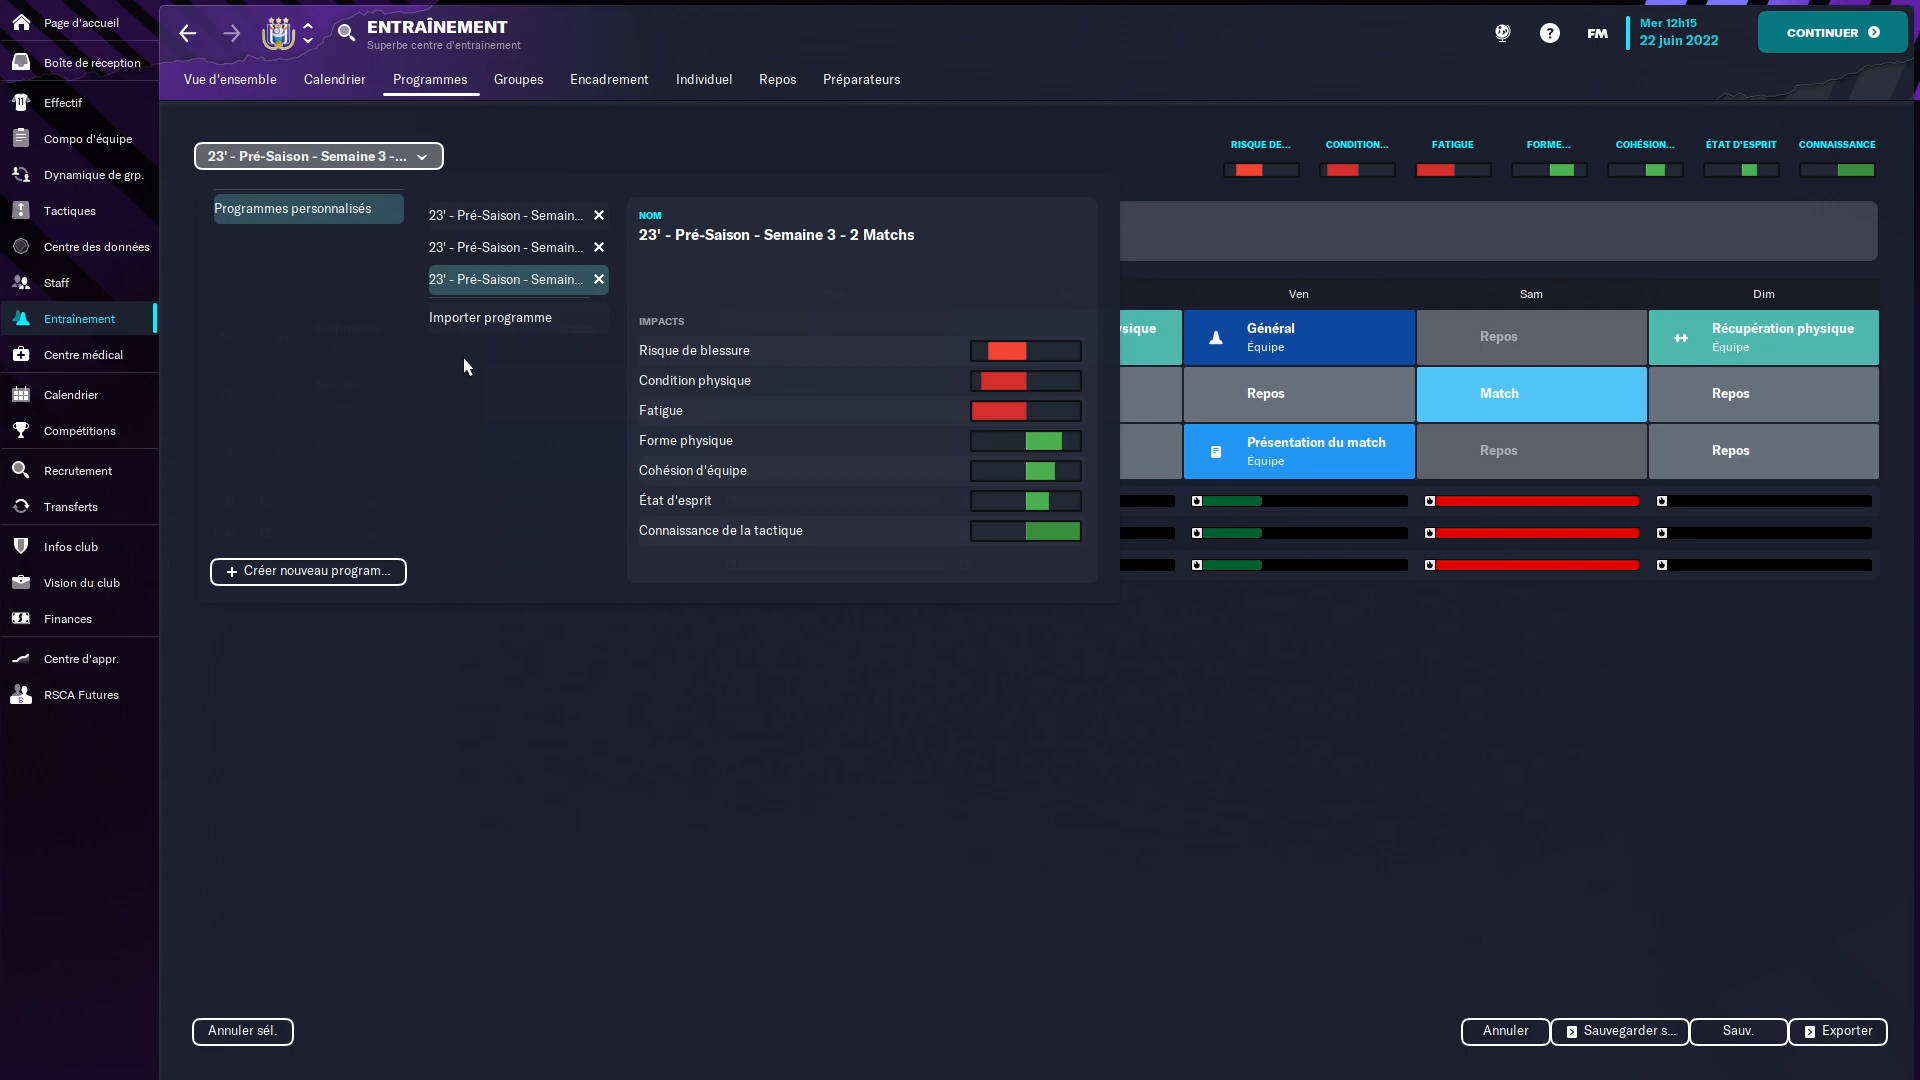 Page d'accueil
Boîte de réception
Effectif
Compo d'équipe
Dynamique de grp.
Tactiques
Centre des données
Staff
Entraînement
Centre médical
Calendrier
Compétitions
Recrutement
Transferts
Infos club
Vision du club
Finances
Centre d'appr.
RSCA Futures
ENTRAÎNEMENT
Superbe centre d'entraînement
FM
Mer 12h15
22 juin 2022
CONTINUER
Vue d'ensemble Calendrier Programmes Groupes Encadrement Individuel Repos Préparateurs
23' - Pré-Saison - Semaine 3 -...
RISQUE DE... CONDITION... FATIGUE FORME... COHÉSION... ÉTAT D'ESPRIT CONNAISSANCE
Programmes personnalisés
23' - Pré-Saison - Semain...
23' - Pré-Saison - Semain...
23' - Pré-Saison - Semain...
Importer programme
+ Créer nouveau program...
NOM
23' - Pré-Saison - Semaine 3 - 2 Matchs
IMPACTS
Risque de blessure
Condition physique
Fatigue
Forme physique
Cohésion d'équipe
État d'esprit
Connaissance de la tactique
Ven Sam Dim
ysique
Général
Équipe
Repos
Récupération physique
Équipe
Repos Match Repos
Présentation du match
Équipe
Repos
Repos
Annuler sél.
Annuler
Sauvegarder s...
Sauv.
Exporter